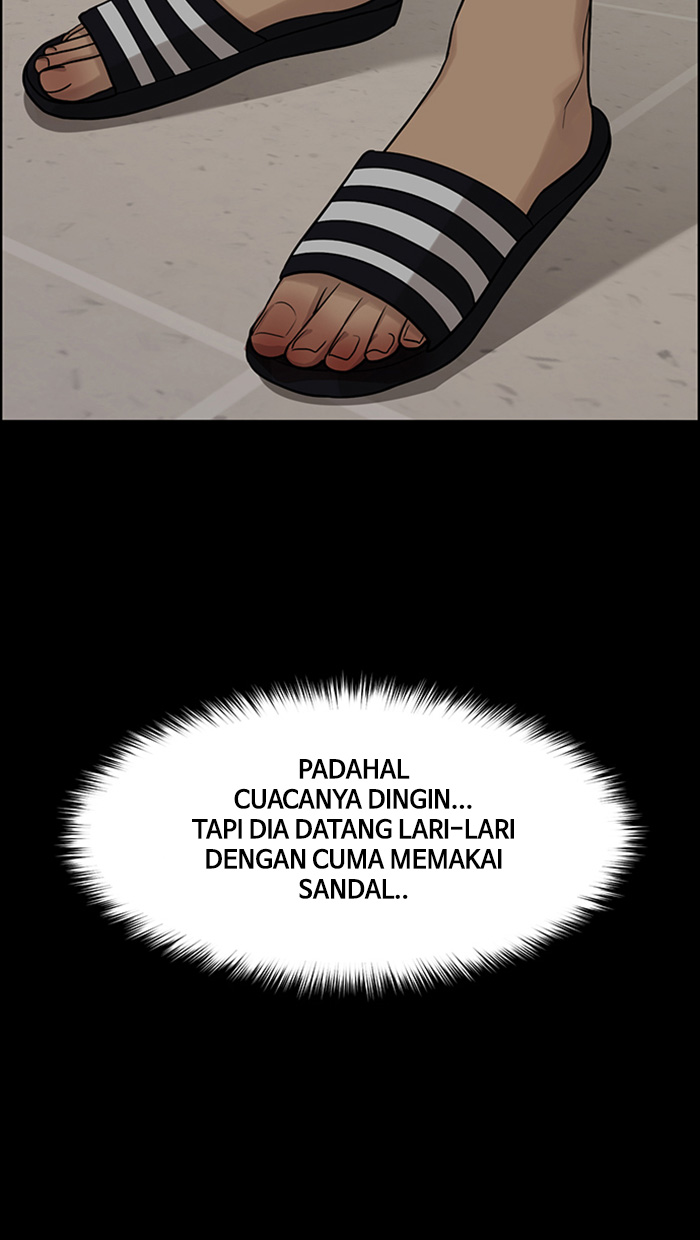 PADAHAL
CUACANYA DINGIN...
TAPI DIA DATANG LARI-LARI
DENGAN CUMA MEMAKAI
SANDAL..